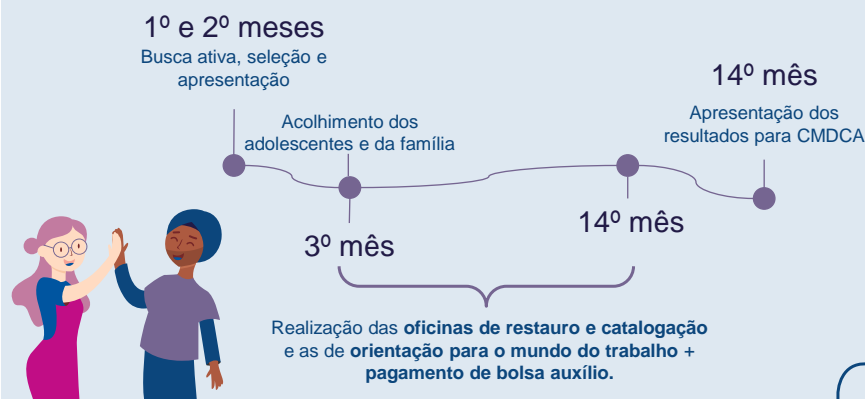 1º e 2º meses
Busca ativa, seleção e
apresentação
Acolhimento dos
adolescentes e da família
3º mês
14º mês
14º mês
Apresentação dos
resultados para CMDCA
Realização das oficinas de restauro e catalogação
e as de orientação para o mundo do trabalho +
pagamento de bolsa auxílio.